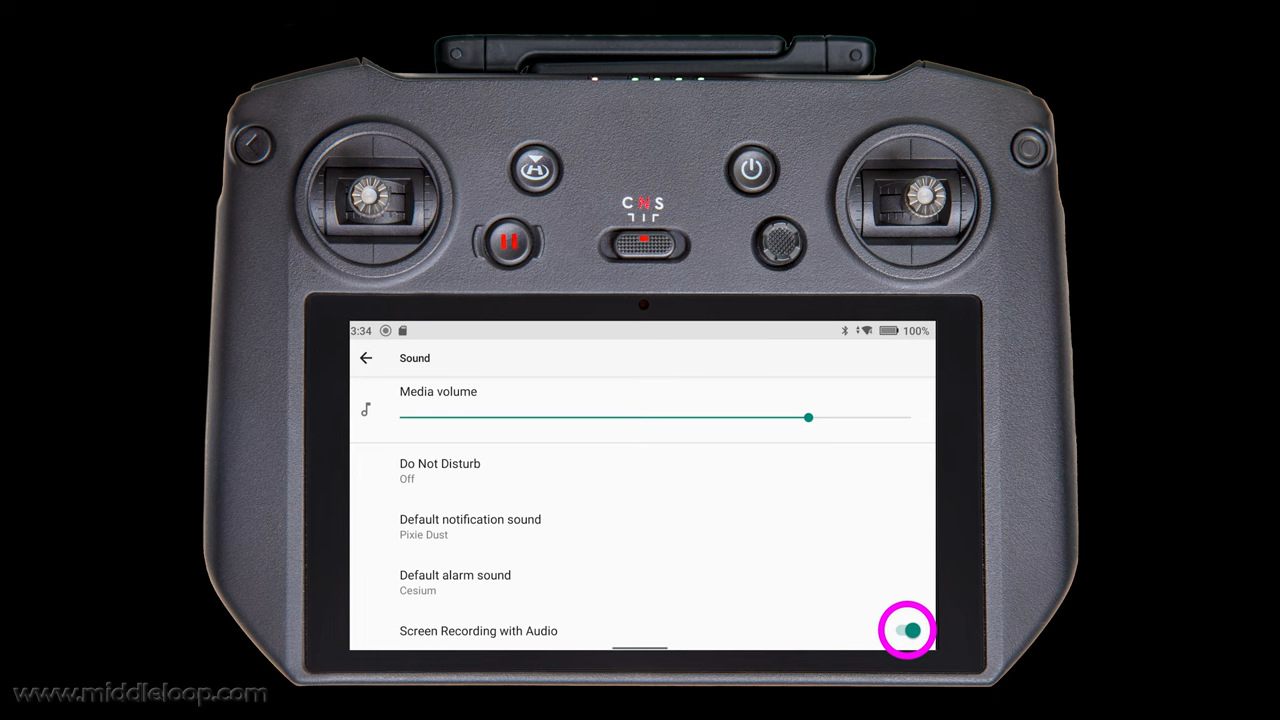 C N S
3:34
100%
Sound
Media volume
Do Not Disturb
Off
Default notification sound
Pixie Dust
Default alarm sound
Cesium
Screen Recording with Audio
www.middleloop.com